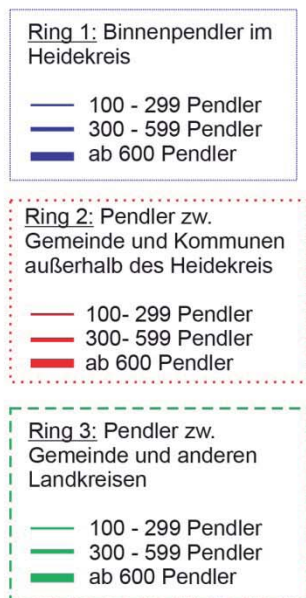 Ring 1: Binnenpendler im
Heidekreis
100 - 299 Pendler
300 - 599 Pendler
ab 600 Pendler
Ring 2: Pendler zw.
Gemeinde und Kommunen
außerhalb des Heidekreis
100- 299 Pendler
300- 599 Pendler
ab 600 Pendler
Ring 3: Pendler zw.
Gemeinde und anderen
Landkreisen
100 - 299 Pendler
300 - 599 Pendler
ab 600 Pendler